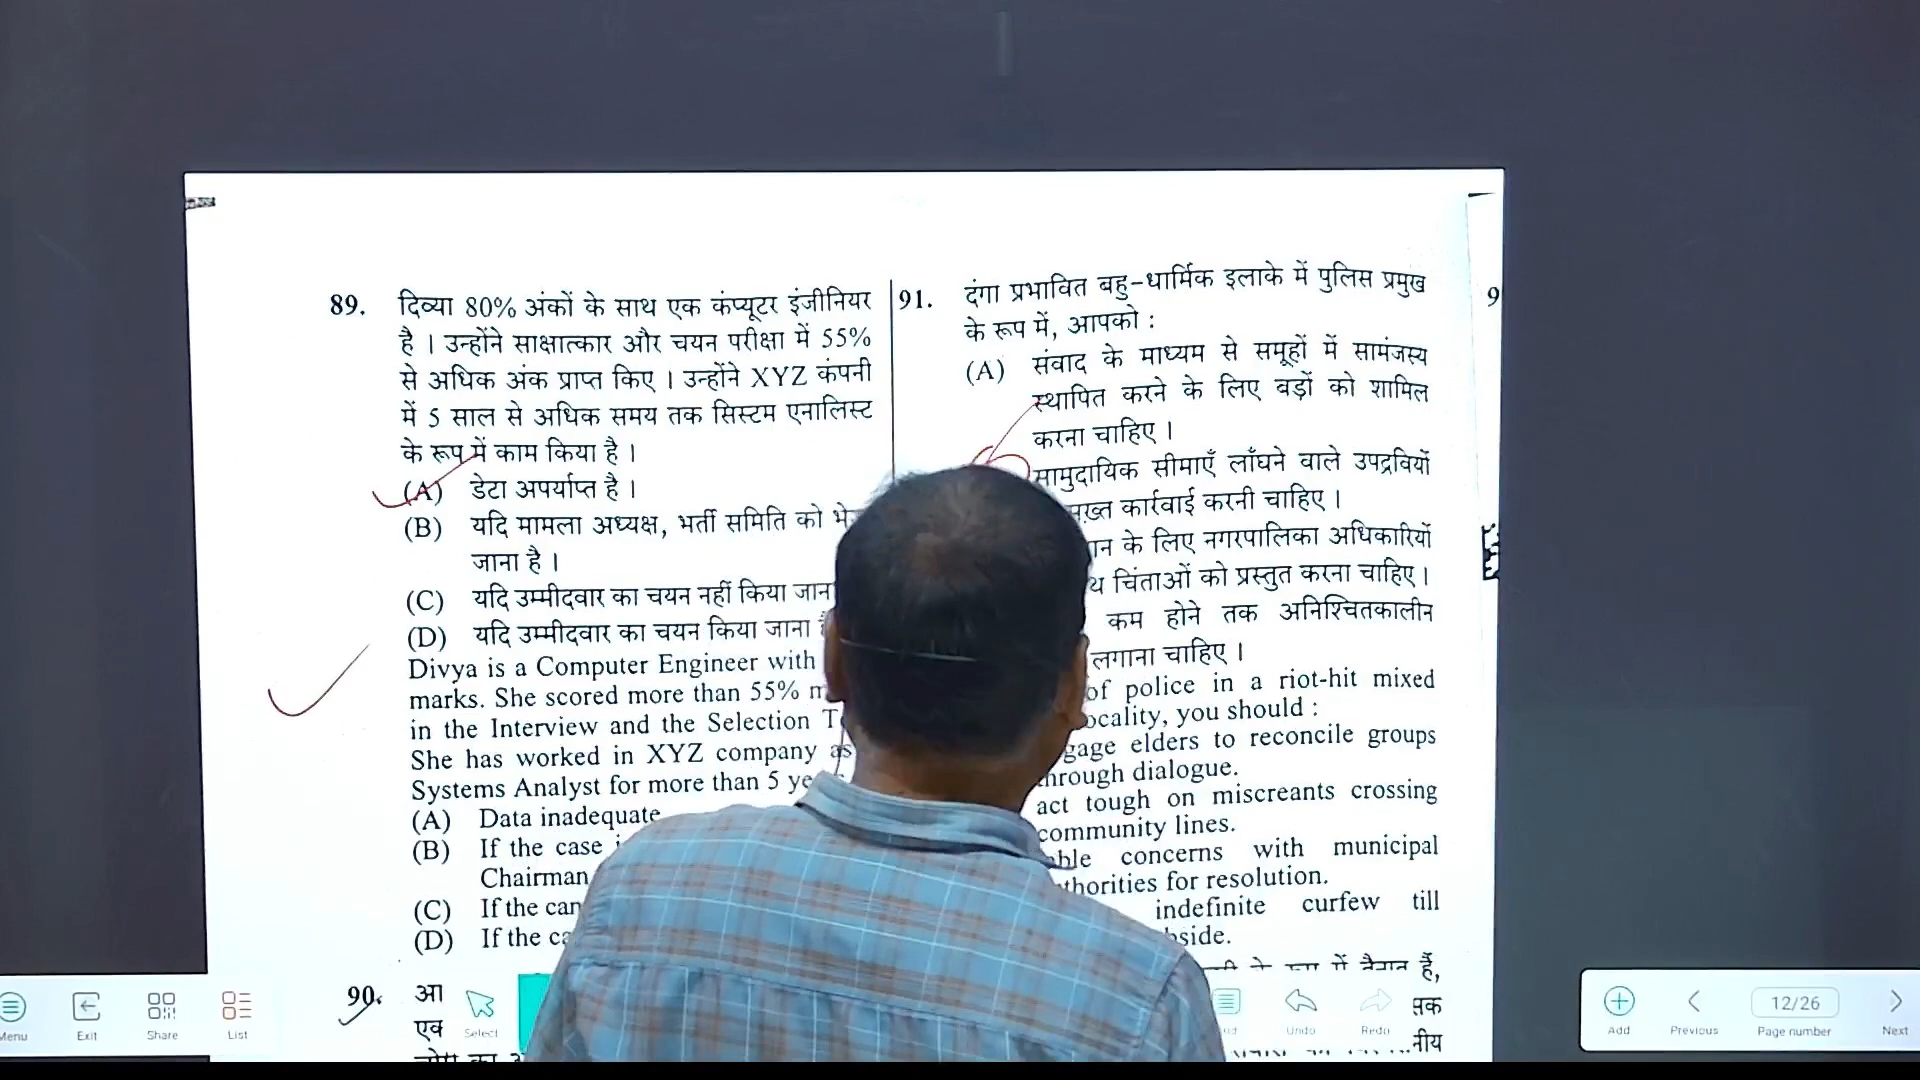 89. दिव्या 80% अंकों के साथ एक कंप्यूटर इंजीनियर
है । उन्होंने साक्षात्कार और चयन परीक्षा में 55%
से अधिक अंक प्राप्त किए । उन्होंने XYZ कंपनी
में 5 साल से अधिक समय तक सिस्टम एनालिस्ट
के रूप में काम किया है ।
(A) डेटा अपर्याप्त है ।
(B) यदि मामला अध्यक्ष, भर्ती समिति को
जाना है ।
(C) यदि उम्मीदवार का चयन नहीं किया
(D) यदि उम्मीदवार का चयन किया जाना
Divya is a Computer Engineer with
marks. She scored more than 55%
in the Interview and the Selection
She has worked in XYZ company as
Systems Analyst for more than 5
(A) Data inadequate
(B) If the case
Chairman
(C) If the
(D) If the
90. आ
एव
91. दंगा प्रभावित बहु-धार्मिक इलाके में पुलिस प्रमुख
के रूप में, आपको :
(A) संवाद के माध्यम से समूहों में सामंजस्य
स्थापित करने के लिए बड़ों को शामिल
करना चाहिए ।
सामुदायिक सीमाएँ लाँघने वाले उपद्रवियों
कार्रवाई करनी चाहिए ।
के लिए नगरपालिका अधिकारियों
चिंताओं को प्रस्तुत करना चाहिए ।
कम होने तक अनिश्चितकालीन
लगाना चाहिए ।
of police in a riot-hit mixed
locality, you should :
elders to reconcile groups
through dialogue.
act tough on miscreants crossing
community lines.
concerns with municipal
for resolution.
indefinite curfew till
9
Menu
Exit
Share
List
Select
Undo
Redo
Add
Previous
12/26
Page number
Next